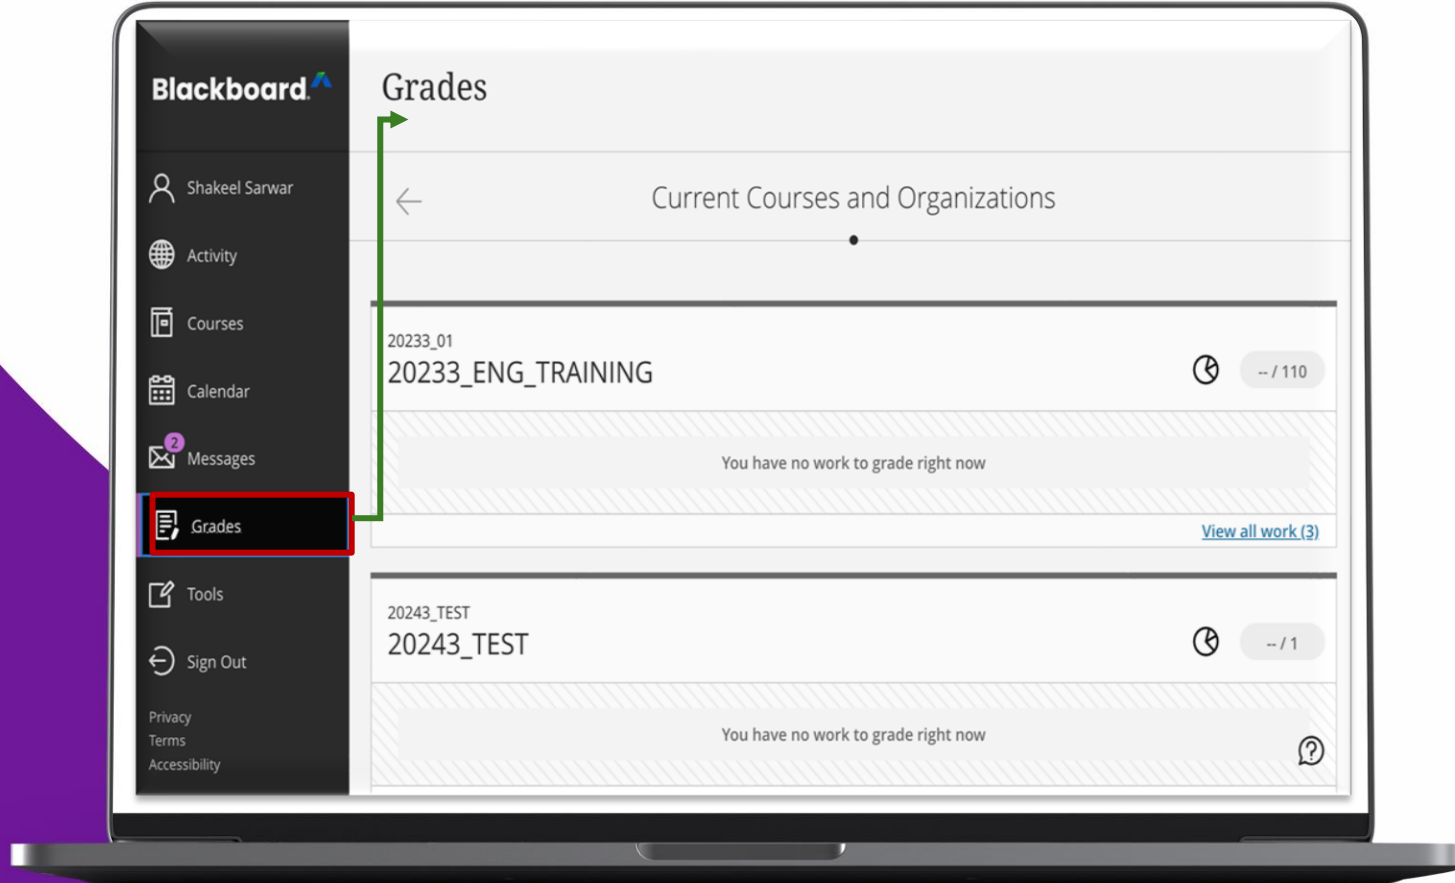 Blackboard
Shakeel Sarwar
Activity
Courses
Calendar
2
Messages
Grades
Tools
Sign Out
Privacy
Terms
Accessibility
Grades
Current Courses and Organizations
20233_01
20233_ENG_TRAINING
-- / 110
You have no work to grade right now
View all work (3)
20243_TEST
20243_TEST
-- / 1
You have no work to grade right now